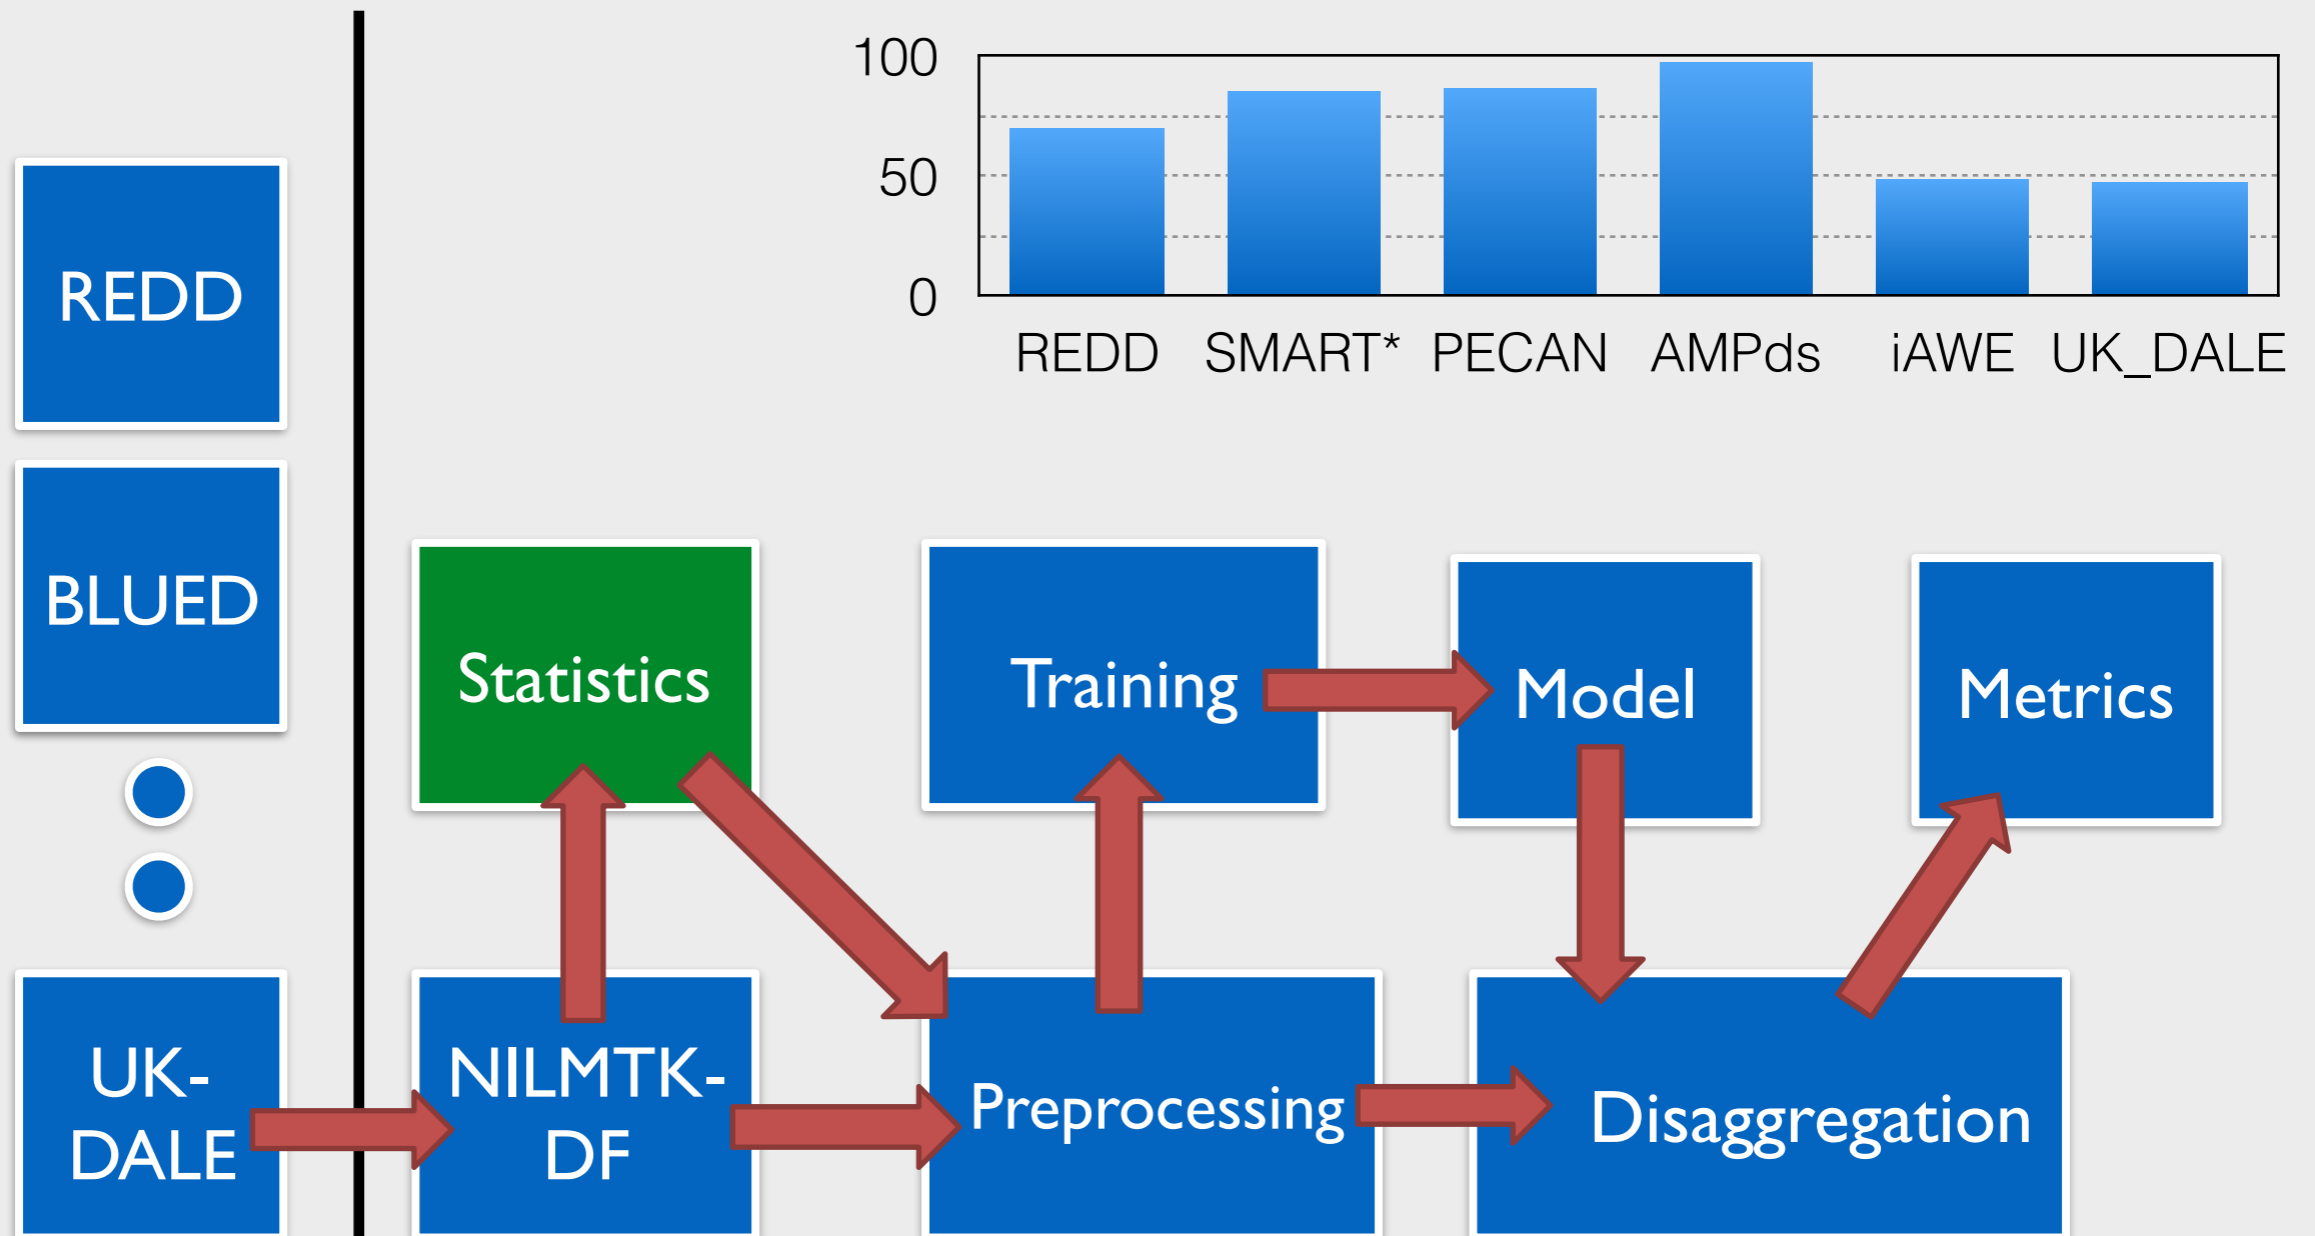 100
50
0
REDD
SMART*
PECAN
AMPds
iAWE
UK_DALE
REDD
BLUED
UK-
DALE
Statistics
Training
Model
Metrics
NILMTK-
DF
Preprocessing
Disaggregation